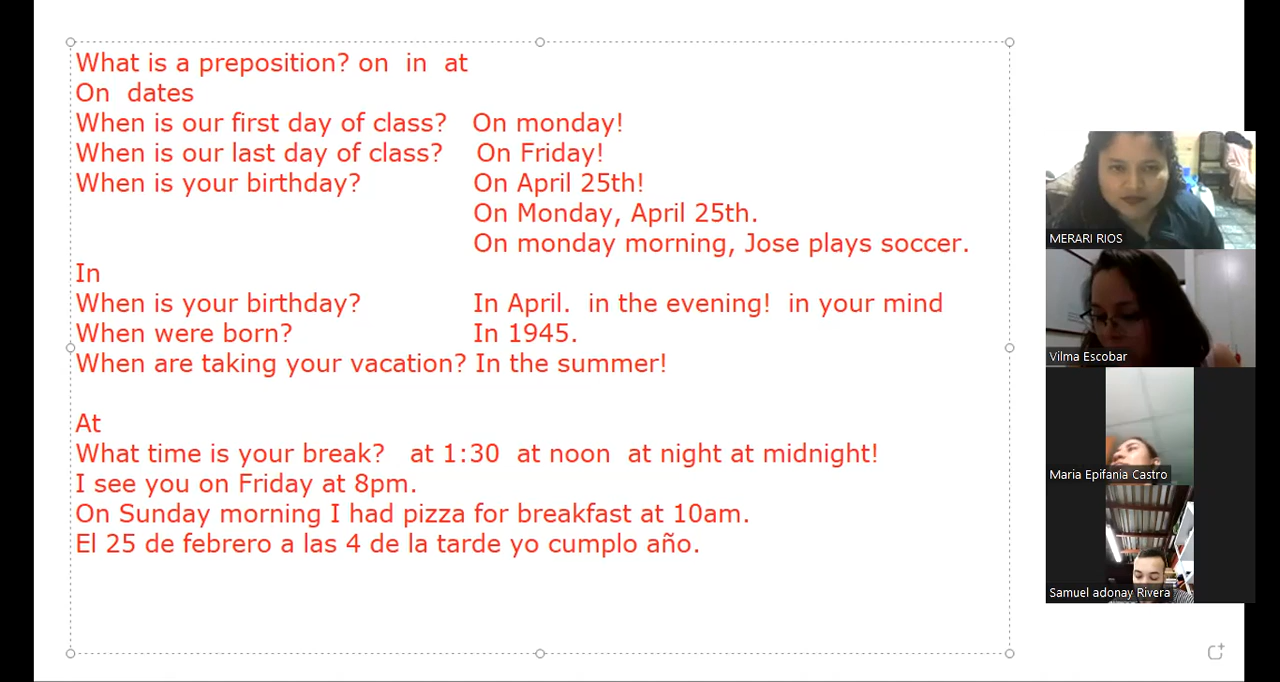 What is a preposition? on in at
On dates
When is our first day of class? On monday!
When is our last day of class? On Friday!
When is your birthday? On April 25th!
On Monday, April 25th.
On monday morning, Jose plays soccer.
In
When is your birthday? In April. in the evening! in your mind
When were born? In 1945.
When are taking your vacation? In the summer!
At
What time is your break? at 1:30 at noon at night at midnight!
I see you on Friday at 8pm.
On Sunday morning I had pizza for breakfast at 10am.
El 25 de febrero a las 4 de la tarde yo cumplo año.
MERARI RIOS
Vilma Escobar
Maria Epifania Castro
Samuel adonay Rivera